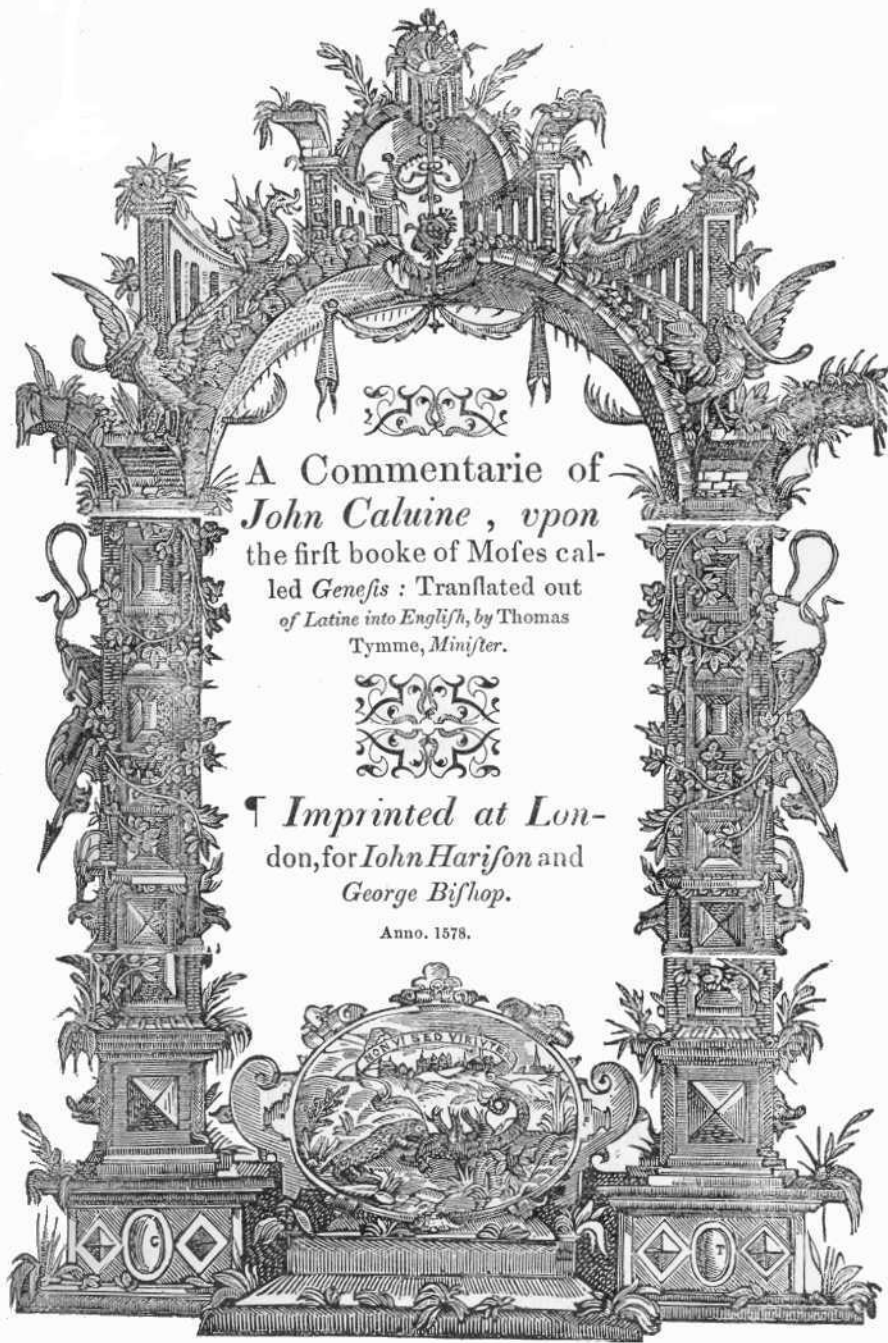 A Commentarie of
John Caluine , vpon
the firſt booke of Moſes cal-
led Geneſis : Tranſlated out
of Latine into Engliſh, by Thomas
Tymme, Miniſter.
¶ Imprinted at Lon-
don, for Iohn Hariſon and
George Biſhop.
Anno. 1578.
NON VI SED VIRTVTE
G
T